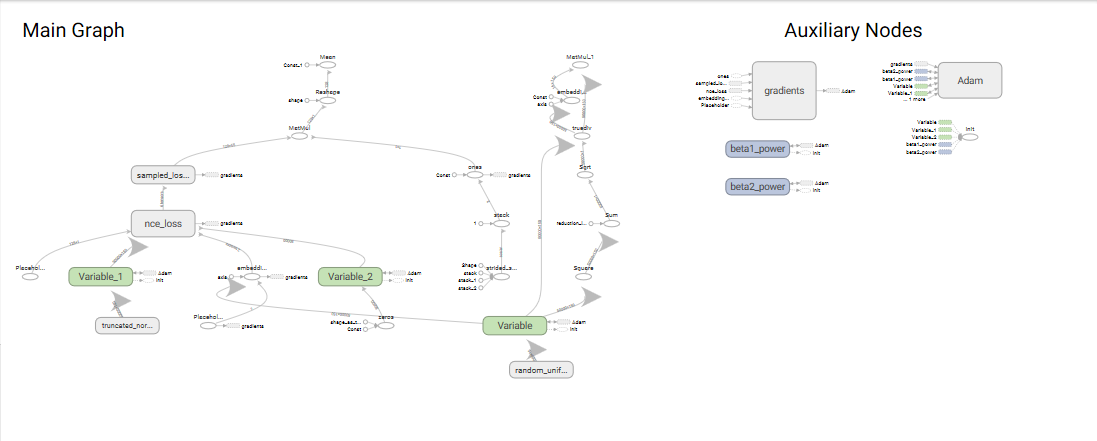 Main Graph
Auxiliary Nodes
Mean
Const_1
Reshape
shape
MatMul
sampled_los...
gradients
Const
ones
gradients
nce_loss
gradients
1
stack
Placehol...
Variable_1
Adam
Init
axis
embeddi...
gradients
Variable_2
Adam
Init
Shape
stack
stack_1
stack_2
strided_s...
truncated_nor...
Placehol...
gradients
Const
zeros
Variable
Adam
Init
random_unif...
MatMul_1
Const
axis
embeddi...
truediv
Sqrt
reduction_i...
Sum
Square
ones
sampled_lo...
nce_loss
embedding...
Placeholder
gradients
Adam
gradients
beta2_power
beta1_power
Variable
Variable_1
... 1 more
Adam
Variable
Variable_1
Variable_2
beta1_power
beta2_power
Init
beta1_power
Adam
Init
beta2_power
Adam
Init